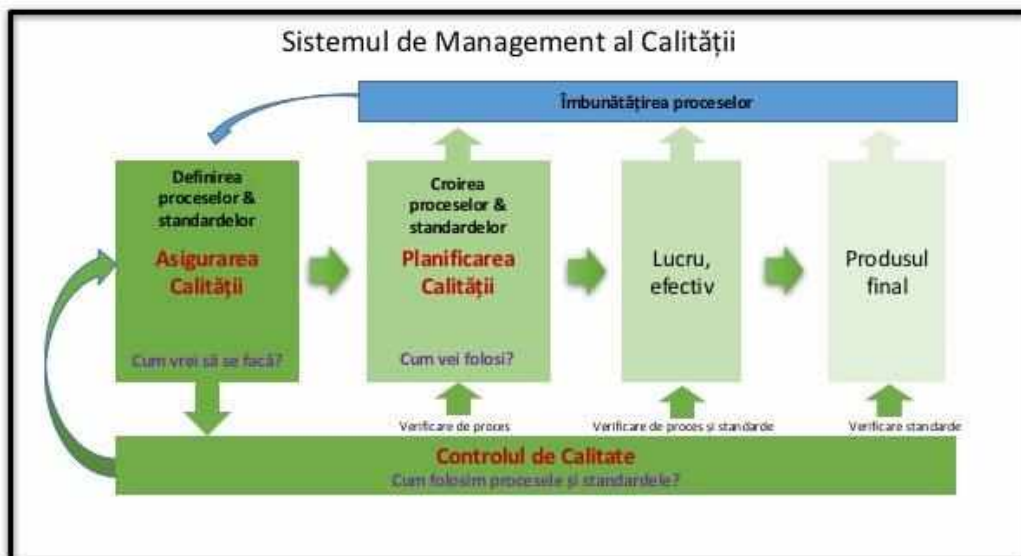 Sistemul de Management al Calității
Îmbunătățirea proceselor
Definirea
proceselor &
standardelor
Asigurarea
Calității
Cum vrei să se facă?
Croirea
proceselor &
standardelor
Planificarea
Calității
Cum vei folosi?
Lucru,
efectiv
Produsul
final
Verificare de proces
Verificare de proces și standarde
Verificare standarde
Controlul de Calitate
Cum folosim procesele și standardele?